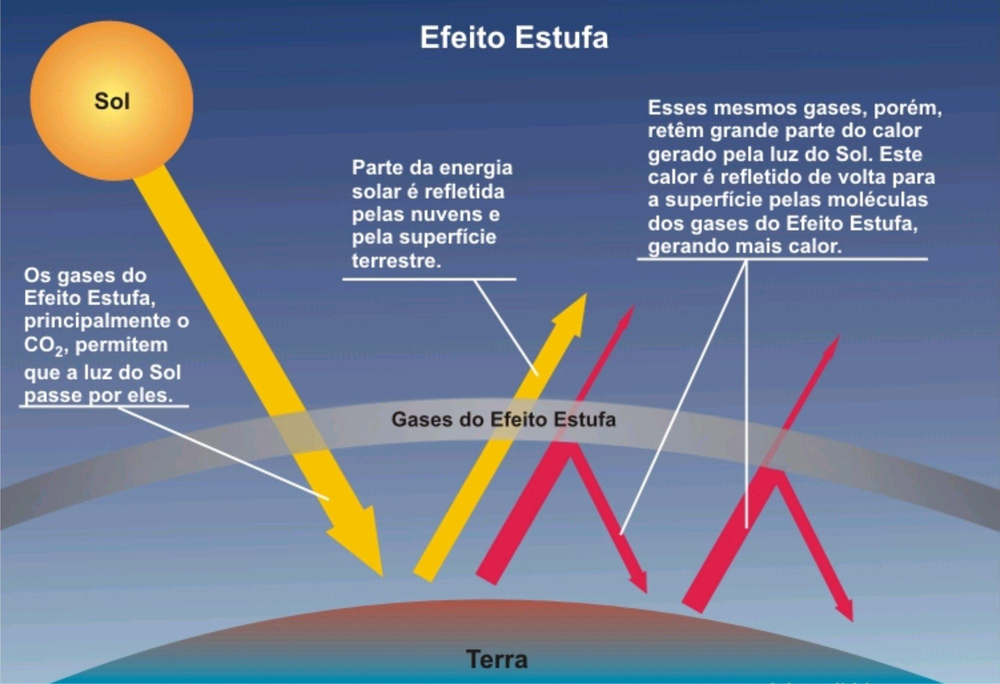 Efeito Estufa
Sol
Esses mesmos gases, porém,
retêm grande parte do calor
gerado pela luz do Sol. Este
calor é refletido de volta para
a superfície pelas moléculas
dos gases do Efeito Estufa,
gerando mais calor.
Parte da energia
solar é refletida
pelas nuvens e
pela superfície
terrestre.
Os gases do
Efeito Estufa,
principalmente o
CO₂, permitem
que a luz do Sol
passe por eles.
Gases do Efeito Estufa
Terra